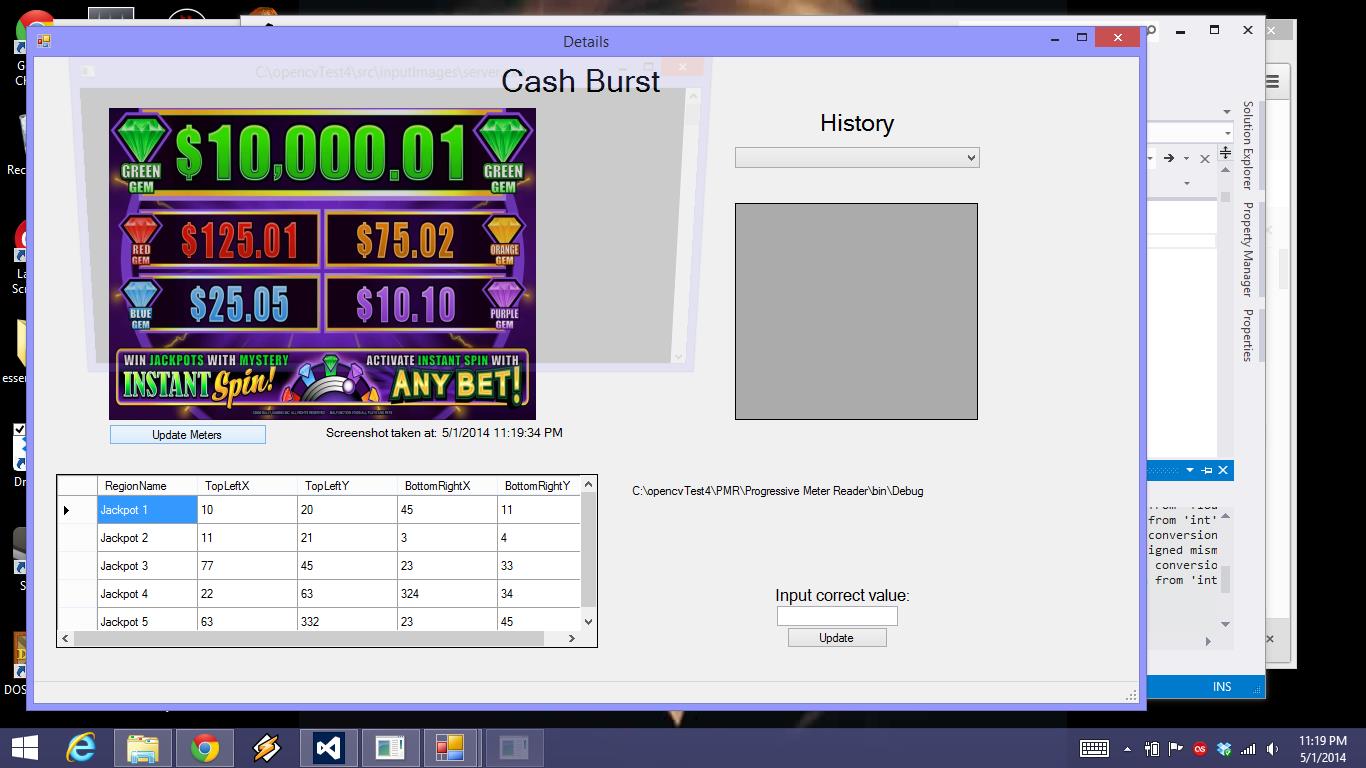 Details
C:\opencvTest4\src\inputImages\server
Cash Burst
$10,000.01
GREEN GEM
GREEN GEM
RED GEM
$125.01
$75.02
ORANGE GEM
BLUE GEM
$25.05
$10.10
PURPLE GEM
WIN JACKPOTS WITH MYSTERY
INSTANT Spin!
ACTIVATE INSTANT SPIN WITH
ANY BET!
Update Meters
Screenshot taken at: 5/1/2014 11:19:34 PM
History
RegionName TopLeftX TopLeftY BottomRightX BottomRightY
Jackpot 1 10 20 45 11
Jackpot 2 11 21 3 4
Jackpot 3 77 45 23 33
Jackpot 4 22 63 324 34
Jackpot 5 63 332 23 45
C:\opencvTest4\PMR\Progressive Meter Reader\bin\Debug
Input correct value:
Update
Solution Explorer
Property Manager
Properties
from 'int'
conversion
igned mism
conversio
from 'int
INS
11:19 PM
5/1/2014